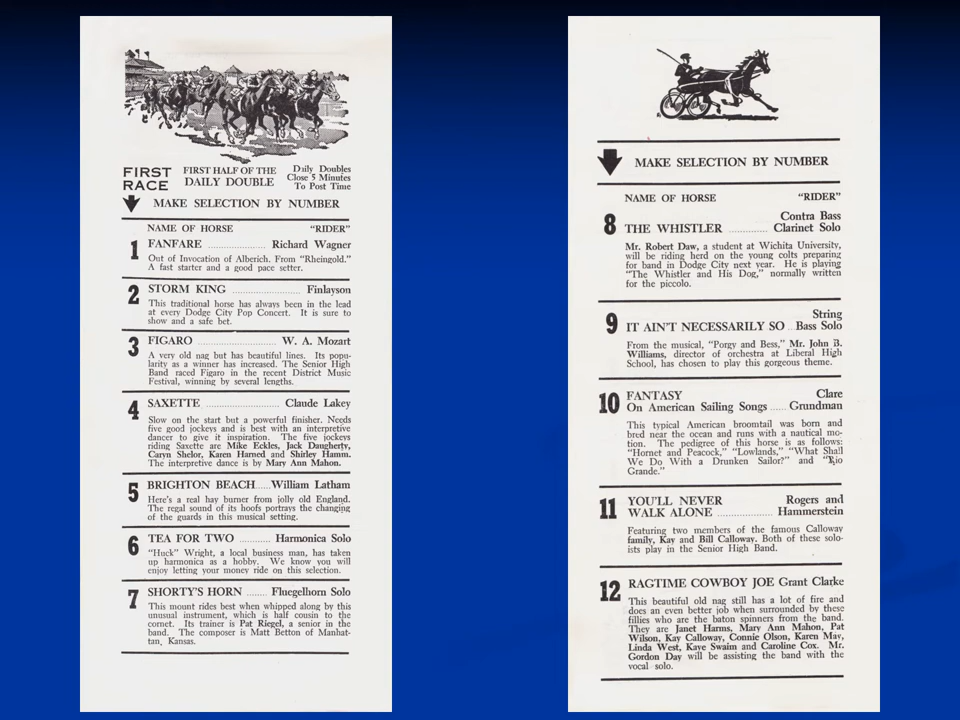 FIRST RACE
FIRST HALF OF THE
DAILY DOUBLE
Daily Doubles
Close 5 Minutes
To Post Time
MAKE SELECTION BY NUMBER
NAME OF HORSE "RIDER"
1 FANFARE ..................... Richard Wagner
Out of Invocation of Alberich. From "Rheingold."
A fast starter and a good pace setter.
2 STORM KING ......................... Finlayson
This traditional horse has always been in the lead
at every Dodge City Pop Concert. It is sure to
show and a safe bet.
3 FIGARO ............................. W. A. Mozart
A very old nag but has beautiful lines. Its popu-
larity as a winner has increased. The Senior High
Band raced Figaro in the recent District Music
Festival, winning by several lengths.
4 SAXETTE ........................... Claude Lakey
Slow on the start but a powerful finisher. Needs
five good jockeys and is best with an interpretive
dancer to give it inspiration. The five jockeys
riding Saxette are Mike Eckles, Jack Daugherty,
Caryn Shelor, Karen Harned and Shirley Hamm.
The interpretive dance is by Mary Ann Mahon.
5 BRIGHTON BEACH.....William Latham
Here's a real hay burner from jolly old England.
The regal sound of its hoofs portrays the changing
of the guards in this musical setting.
6 TEA FOR TWO ........... Harmonica Solo
"Huck" Wright, a local business man, has taken
up harmonica as a hobby. We know you will
enjoy letting your money ride on this selection.
7 SHORTY'S HORN ....... Fluegelhorn Solo
This mount rides best when whipped along by this
unusual instrument, which is half cousin to the
cornet. Its trainer is Pat Riegel, a senior in the
band. The composer is Matt Betton of Manhat-
tan, Kansas.
MAKE SELECTION BY NUMBER
NAME OF HORSE "RIDER"
Contra Bass
8 THE WHISTLER .............. Clarinet Solo
Mr. Robert Daw, a student at Wichita University,
will be riding herd on the young colts preparing
for band in Dodge City next year. He is playing
"The Whistler and His Dog," normally written
for the piccolo.
String
9 IT AIN'T NECESSARILY SO .. Bass Solo
From the musical, "Porgy and Bess," Mr. John B.
Williams, director of orchestra at Liberal High
School, has chosen to play this gorgeous theme.
10 FANTASY Clare
On American Sailing Songs ...... Grundman
This typical American broomtail was born and
bred near the ocean and runs with a nautical mo-
tion. The pedigree of this horse is as follows:
"Hornet and Peacock," "Lowlands," "What Shall
We Do With a Drunken Sailor?" and "Rio
Grande."
11 YOU'LL NEVER Rogers and
WALK ALONE .................... Hammerstein
Featuring two members of the famous Calloway
family, Kay and Bill Calloway. Both of these solo-
ists play in the Senior High Band.
12 RAGTIME COWBOY JOE Grant Clarke
This beautiful old nag still has a lot of fire and
does an even better job when surrounded by these
fillies who are the baton spinners from the band.
They are Janet Harms, Mary Ann Mahon, Pat
Wilson, Kay Calloway, Connie Olson, Karen May,
Linda West, Kaye Swaim and Caroline Cox. Mr.
Gordon Day will be assisting the band with the
vocal solo.